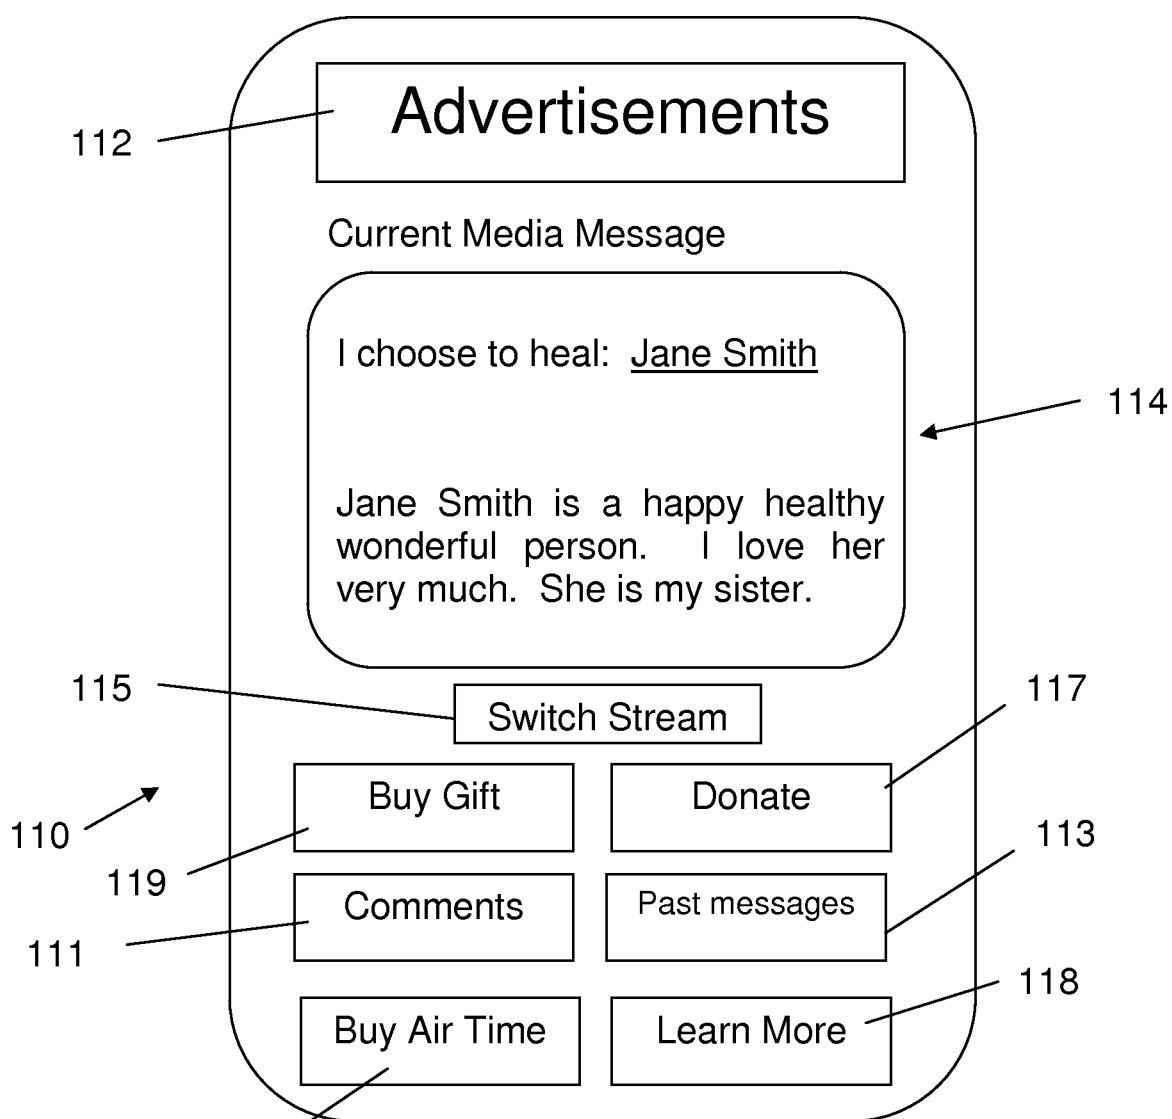 Advertisements
112
Current Media Message
I choose to heal: Jane Smith
114
Jane Smith is a happy healthy
wonderful person. I love her
very much. She is my sister.
115
117
Switch Stream
Buy Gift
Donate
110
113
119
Comments
Past messages
111
118
Buy Air Time
Learn More